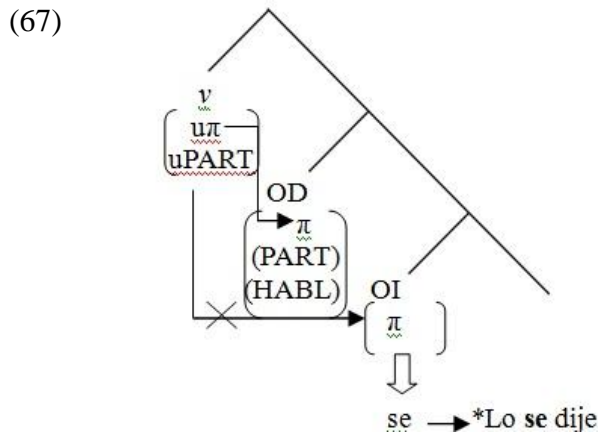 (67)
v
uπ
uPART
OD
π
(PART)
(HABL)
OI
π
se → *Lo se dije